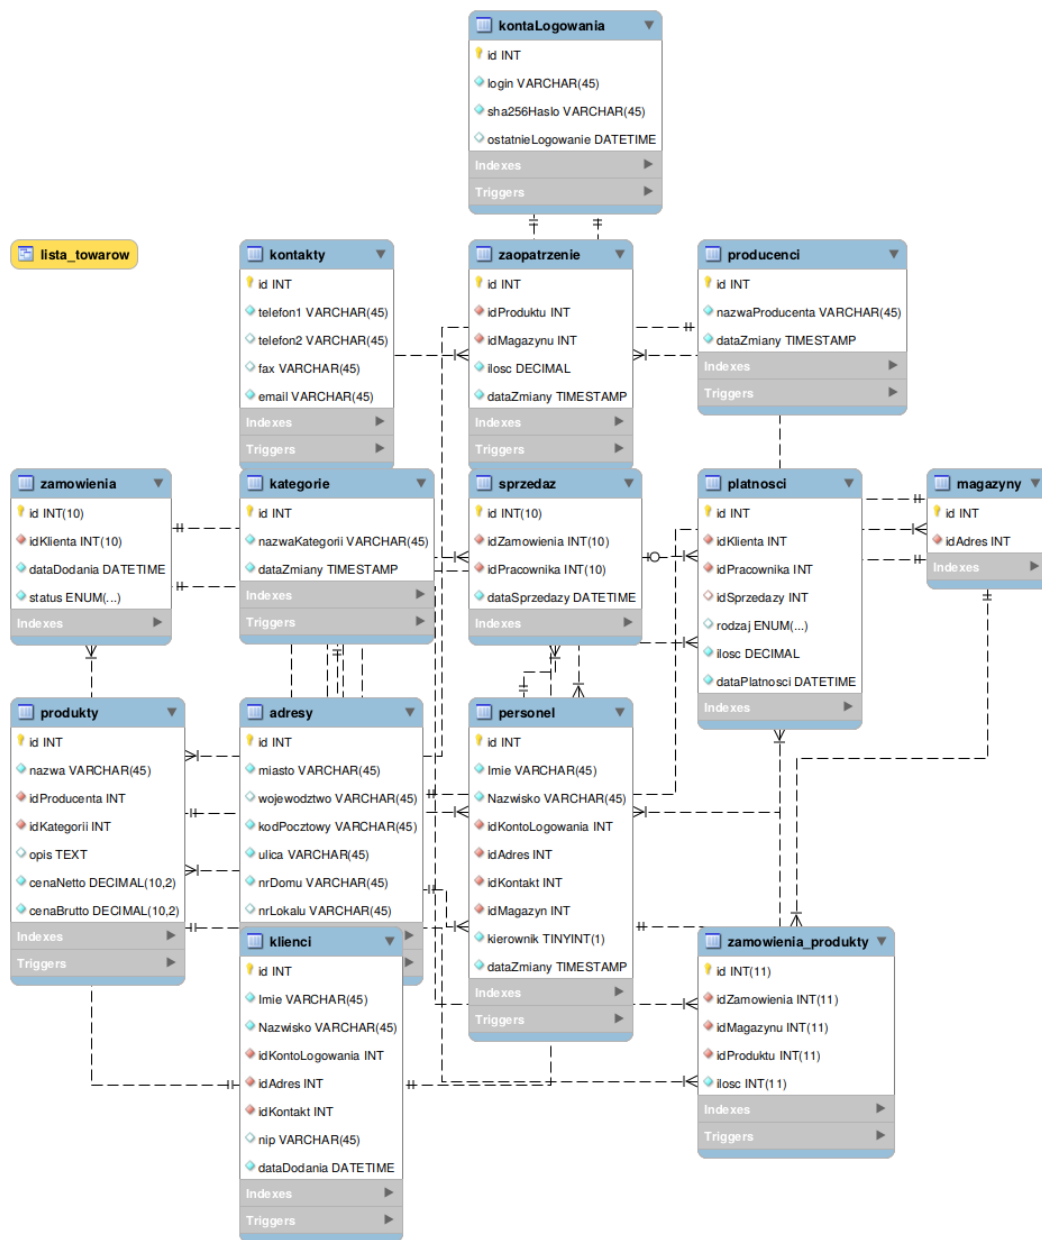 kontaLogowania
id INT
login VARCHAR(45)
sha256Haslo VARCHAR(45)
ostatnieLogowanie DATETIME
Indexes
Triggers
lista_towarow
kontakty
id INT
telefon1 VARCHAR(45)
telefon2 VARCHAR(45)
fax VARCHAR(45)
email VARCHAR(45)
Indexes
Triggers
zaopatrzenie
id INT
idProduktu INT
idMagazynu INT
ilosc DECIMAL
dataZmiany TIMESTAMP
Indexes
Triggers
producenci
id INT
nazwaProducenta VARCHAR(45)
dataZmiany TIMESTAMP
Indexes
Triggers
zamowienia
id INT(10)
idKlienta INT(10)
dataDodania DATETIME
status ENUM(...)
Indexes
kategorie
id INT
nazwaKategorii VARCHAR(45)
dataZmiany TIMESTAMP
Indexes
Triggers
sprzedaz
id INT(10)
idZamowienia INT(10)
idPracownika INT(10)
dataSprzedazy DATETIME
Indexes
platnosci
id INT
idKlienta INT
idPracownika INT
idSprzedazy INT
rodzaj ENUM(...)
ilosc DECIMAL
dataPlatnosci DATETIME
Indexes
magazyny
id INT
idAdres INT
Indexes
produkty
id INT
nazwa VARCHAR(45)
idProducenta INT
idKategorii INT
opis TEXT
cenaNetto DECIMAL(10,2)
cenaBrutto DECIMAL(10,2)
Indexes
Triggers
adresy
id INT
miasto VARCHAR(45)
wojewodztwo VARCHAR(45)
kodPocztowy VARCHAR(45)
ulica VARCHAR(45)
nrDomu VARCHAR(45)
nrLokalu VARCHAR(45)
personel
id INT
Imie VARCHAR(45)
Nazwisko VARCHAR(45)
idKontoLogowania INT
idAdres INT
idKontakt INT
idMagazyn INT
kierownik TINYINT(1)
dataZmiany TIMESTAMP
Indexes
Triggers
klienci
id INT
Imie VARCHAR(45)
Nazwisko VARCHAR(45)
idKontoLogowania INT
idAdres INT
idKontakt INT
nip VARCHAR(45)
dataDodania DATETIME
Indexes
Triggers
zamowienia_produkty
id INT(11)
idZamowienia INT(11)
idMagazynu INT(11)
idProduktu INT(11)
ilosc INT(11)
Indexes
Triggers